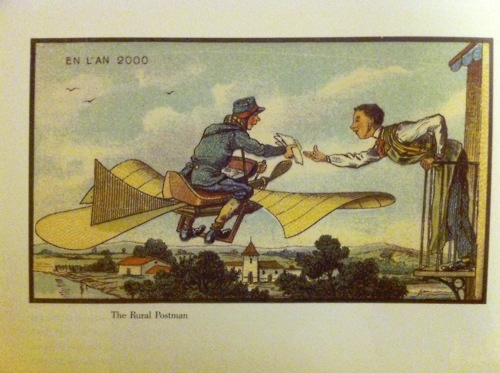 EN L'AN 2000
The Rural Postman